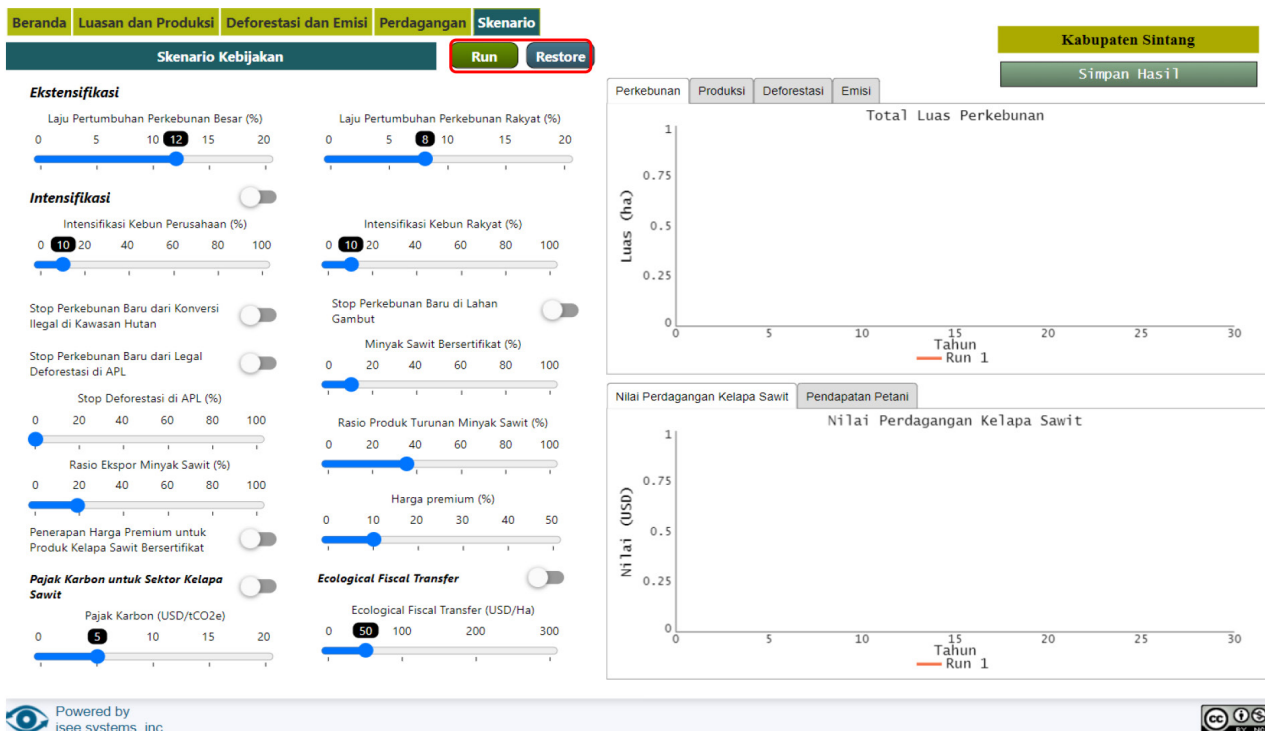 Beranda Luasan dan Produksi Deforestasi dan Emisi Perdagangan Skenario
Skenario Kebijakan
Run Restore
Kabupaten Sintang
Simpan Hasil
Ekstensifikasi
Laju Pertumbuhan Perkebunan Besar (%)
0 5 10 12 15 20
Laju Pertumbuhan Perkebunan Rakyat (%)
0 5 8 10 15 20
Intensifikasi
Intensifikasi Kebun Perusahaan (%)
0 10 20 40 60 80 100
Intensifikasi Kebun Rakyat (%)
0 10 20 40 60 80 100
Stop Perkebunan Baru dari Konversi
Ilegal di Kawasan Hutan
Stop Perkebunan Baru di Lahan
Gambut
Stop Perkebunan Baru dari Legal
Deforestasi di APL
Minyak Sawit Bersertifikat (%)
0 20 40 60 80 100
Stop Deforestasi di APL (%)
0 20 40 60 80 100
Rasio Produk Turunan Minyak Sawit (%)
0 20 40 60 80 100
Rasio Ekspor Minyak Sawit (%)
0 20 40 60 80 100
Harga premium (%)
0 10 20 30 40 50
Penerapan Harga Premium untuk
Produk Kelapa Sawit Bersertifikat
Pajak Karbon untuk Sektor Kelapa
Sawit
Ecological Fiscal Transfer
Pajak Karbon (USD/tCO2e)
0 5 10 15 20
Ecological Fiscal Transfer (USD/Ha)
0 50 100 200 300
Perkebunan Produksi Deforestasi Emisi
Total Luas Perkebunan
1
0.75
0.5
0.25
0
Luas (ha)
0 5 10 15 20 25 30
Tahun
Run 1
Nilai Perdagangan Kelapa Sawit Pendapatan Petani
Nilai Perdagangan Kelapa Sawit
1
0.75
0.5
0.25
0
Nilai (USD)
0 5 10 15 20 25 30
Tahun
Run 1
Powered by
isee systems, inc.
cc
BY NC